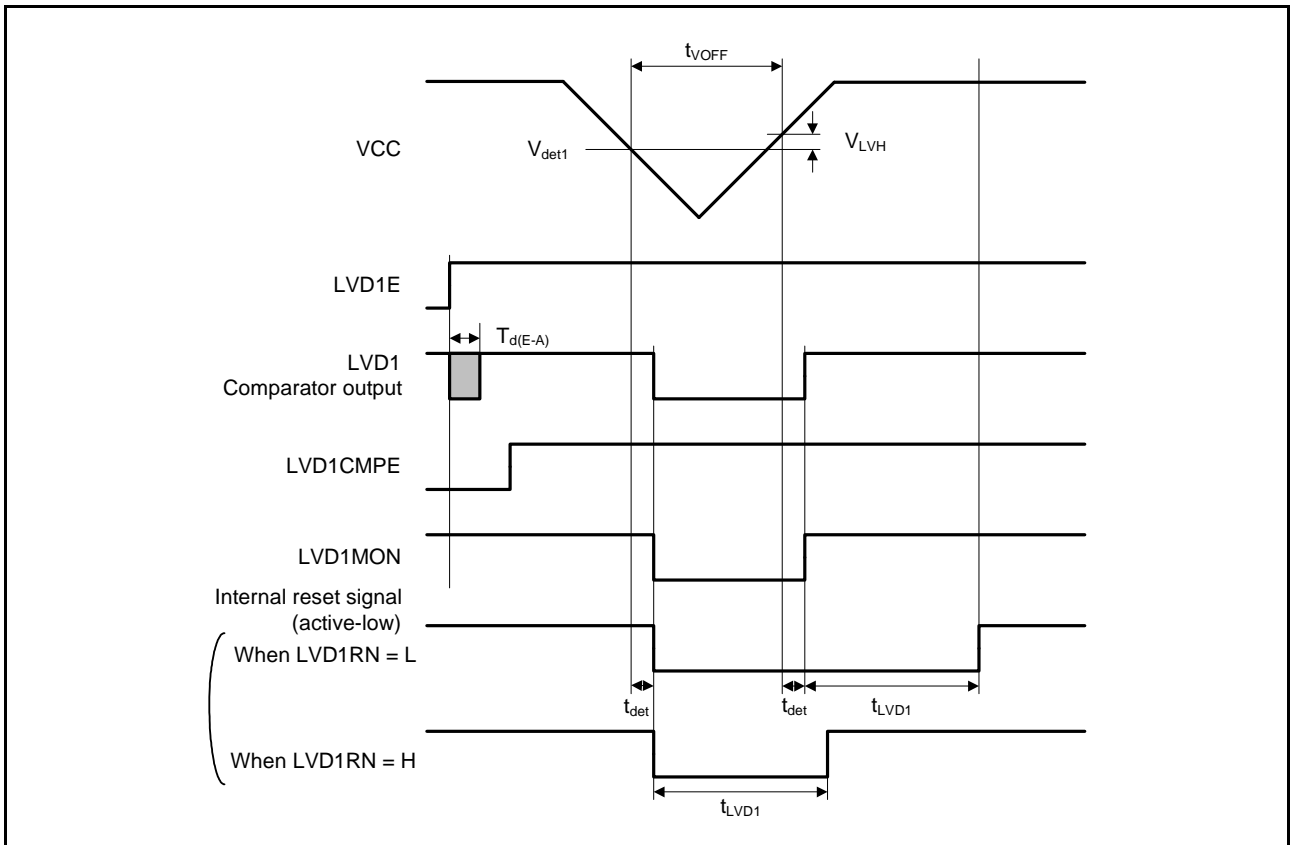 tVOFF
VCC
Vdet1
VLVH
LVD1E
Td(E-A)
LVD1
Comparator output
LVD1CMPE
LVD1MON
Internal reset signal
(active-low)
When LVD1RN = L
tdet
tdet
tLVD1
When LVD1RN = H
tLVD1